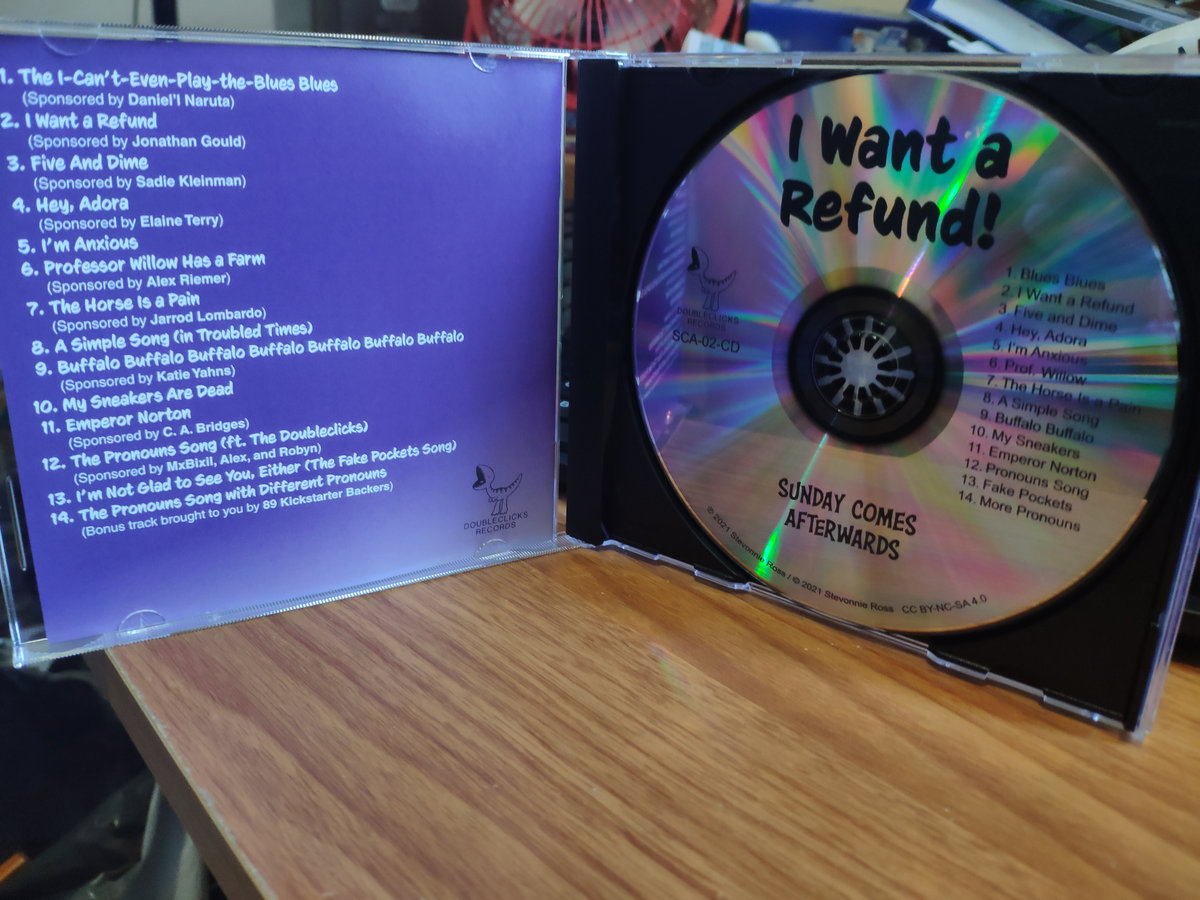 1. The I-Can't-Even-Play-the-Blues Blues
(Sponsored by Daniel'l Naruta)
2. I Want a Refund
(Sponsored by Jonathan Gould)
3. Five And Dime
(Sponsored by Sadie Kleinman)
4. Hey, Adora
(Sponsored by Elaine Terry)
5. I'm Anxious
6. Professor Willow Has a Farm
(Sponsored by Alex Riemer)
7. The Horse Is a Pain
(Sponsored by Jarrod Lombardo)
8. A Simple Song (in Troubled Times)
9. Buffalo Buffalo Buffalo Buffalo Buffalo Buffalo Buffalo
(Sponsored by Katie Yahns)
10. My Sneakers Are Dead
11. Emperor Norton
(Sponsored by C. A. Bridges)
12. The Pronouns Song (ft. The Doubleclicks)
(Sponsored by MxBixil, Alex, and Robyn)
13. I'm Not Glad to See You, Either (The Fake Pockets Song)
14. The Pronouns Song with Different Pronouns
(Bonus track brought to you by 89 Kickstarter Backers)
DOUBLECLICKS
RECORDS
I Want a
Refund!
DOUBLECLICKS
RECORDS
SCA-02-CD
1. Blues Blues
2. I Want a Refund
3 Five and Dime
4. Hey, Adora
5. I'm Anxious
6. Prof. Willow
7. The Horse Is a Pain
8. A Simple Song
9. Buffalo Buffalo
10. My Sneakers
11. Emperor Norton
12. Pronouns Song
13. Fake Pockets
14. More Pronouns
SUNDAY COMES
AFTERWARDS
℗ 2021 Stevonnie Ross / © 2021 Stevonnie Ross CC BY-NC-SA 4.0